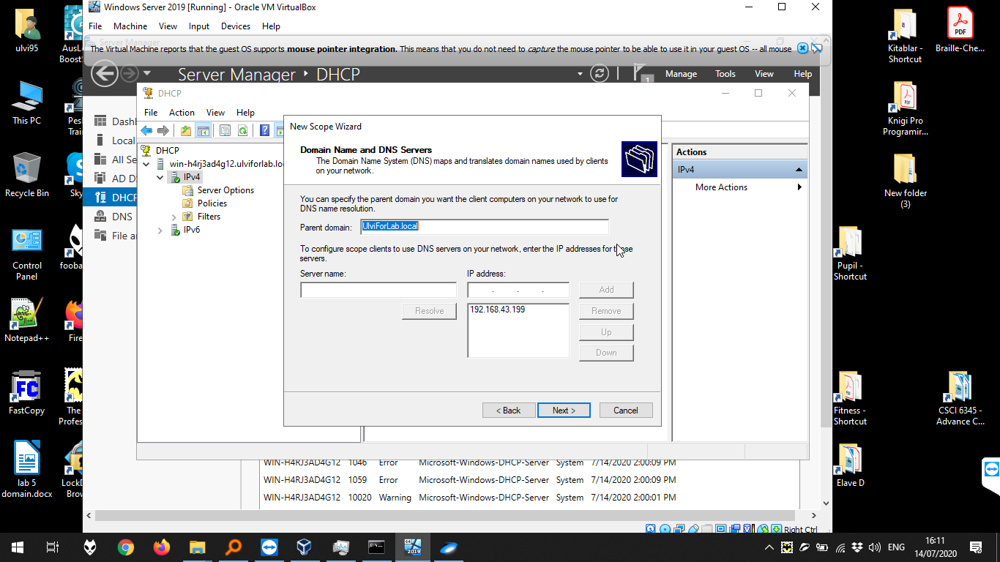 Windows Server 2019 [Running] - Oracle VM VirtualBox
File Machine View Input Devices Help
Server Manager
The Virtual Machine reports that the guest OS supports mouse pointer integration. This means that you do not need to capture the mouse pointer to be able to use it in your guest OS -- all mouse
Server Manager DHCP
1
Manage Tools View Help
DHCP
File Action View Help
Dash
Local
All Se
AD D
DHCP
DNS
File a
DHCP
win-h4rj3ad4g12.ulviforlab.lo
IPv4
Server Options
Policies
Filters
IPv6
New Scope Wizard
Domain Name and DNS Servers
The Domain Name System (DNS) maps and translates domain names used by clients
on your network.
You can specify the parent domain you want the client computers on your network to use for
DNS name resolution.
Parent domain: UlviForLab.local
To configure scope clients to use DNS servers on your network, enter the IP addresses for those
servers.
Server name: IP address:
. . . Add
Resolve 192.168.43.199 Remove
Up
Down
< Back Next > Cancel
Actions
IPv4
More Actions
WIN-H4RJ3AD4G12 1046 Error Microsoft-Windows-DHCP-Server System 7/14/2020 2:00:09 PM
WIN-H4RJ3AD4G12 1059 Error Microsoft-Windows-DHCP-Server System 7/14/2020 2:00:09 PM
WIN-H4RJ3AD4G12 10020 Warning Microsoft-Windows-DHCP-Server System 7/14/2020 2:00:01 PM
Right Ctrl
ulvi95
AusL
Boost
This PC
Pesl
Trai
Recycle Bin
Sky
Control
Panel
fooba
Notepad++
Fire
FC
FastCopy
The
Profes
lab 5
domain.docx
LockD
Brow
Kitablar -
Shortcut
PDF
Braille-Che...
Knigi Pro
Programir...
New folder
(3)
Pupil -
Shortcut
Fitness -
Shortcut
CSCI 6345 -
Advance C...
Elave D
2019
ENG
16:11
14/07/2020